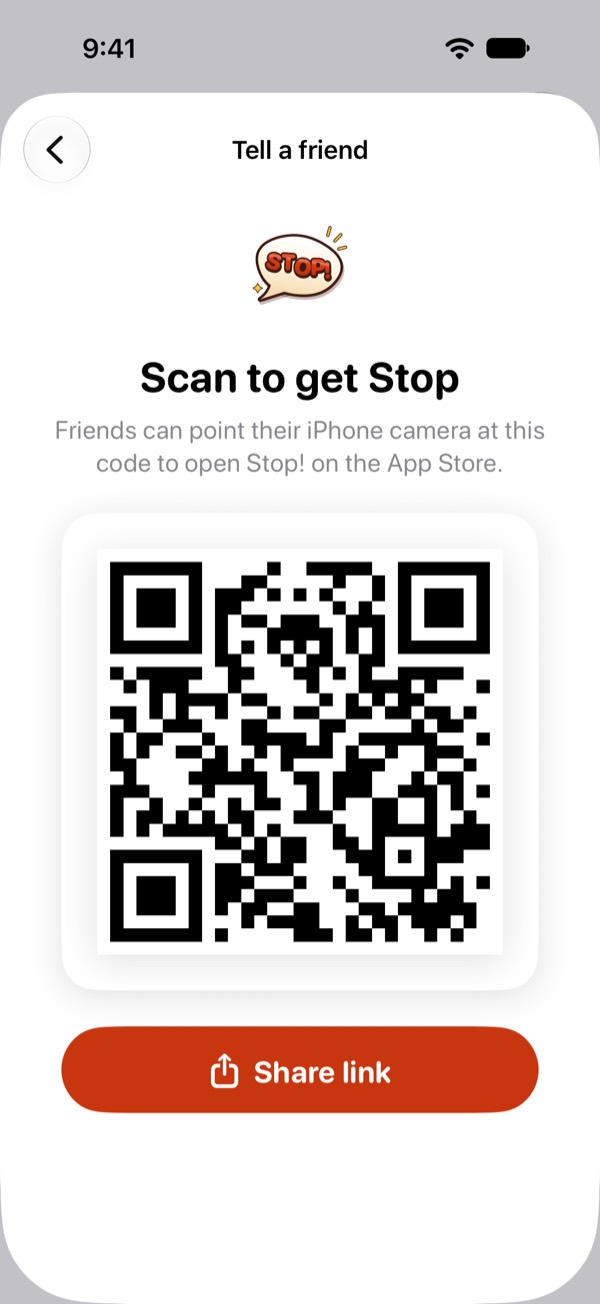 9:41
Tell a friend
STOP!
Scan to get Stop
Friends can point their iPhone camera at this
code to open Stop! on the App Store.
Share link